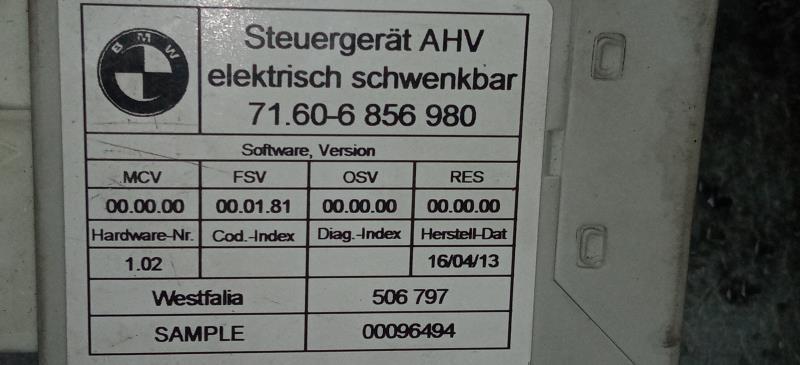 BMW
Steuergerät AHV
elektrisch schwenkbar
71.60-6 856 980
Software, Version
MCV FSV OSV RES
00.00.00 00.01.81 00.00.00 00.00.00
Hardware-Nr. Cod.-Index Diag.-Index Herstell-Dat
1.02 16/04/13
Westfalia 506 797
SAMPLE 00096494